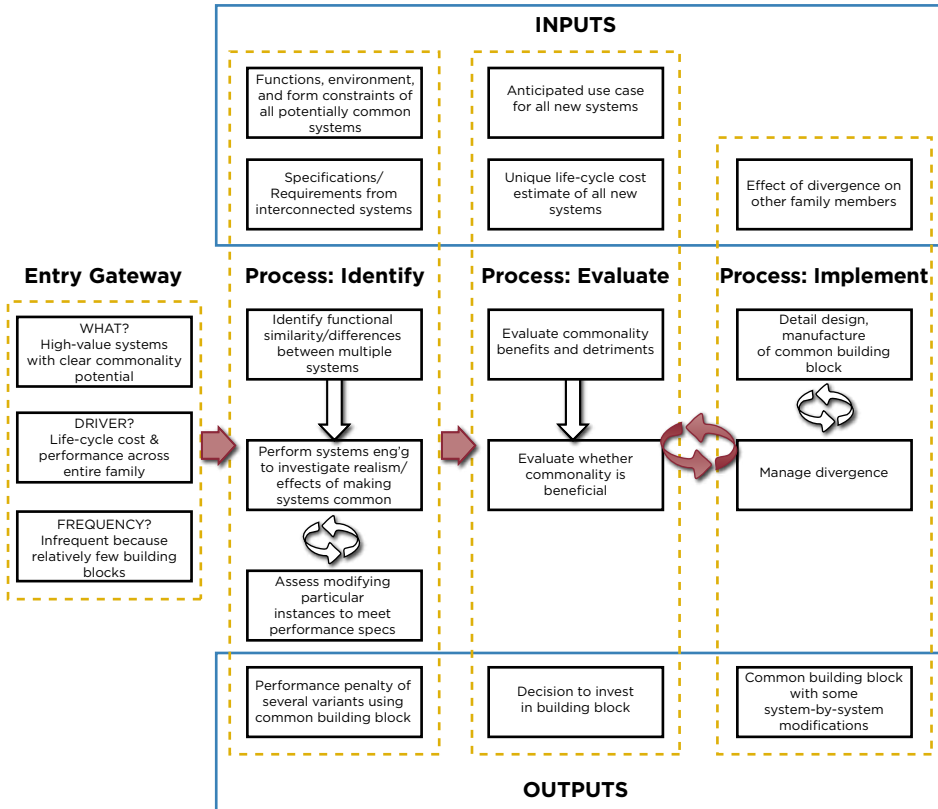 INPUTS
Functions, environment,
and form constraints of
all potentially common
systems
Anticipated use case
for all new systems
Specifications/
Requirements from
interconnected systems
Unique life-cycle cost
estimate of all new
systems
Effect of divergence on
other family members
Entry Gateway
WHAT?
High-value systems
with clear commonality
potential
DRIVER?
Life-cycle cost &
performance across
entire family
FREQUENCY?
Infrequent because
relatively few building
blocks
Process: Identify
Identify functional
similarity/differences
between multiple
systems
Perform systems eng'g
to investigate realism/
effects of making
systems common
Assess modifying
particular
instances to meet
performance specs
Process: Evaluate
Evaluate commonality
benefits and detriments
Evaluate whether
commonality is
beneficial
Process: Implement
Detail design,
manufacture
of common building
block
Manage divergence
Performance penalty of
several variants using
common building block
Decision to invest
in building block
Common building block
with some
system-by-system
modifications
OUTPUTS